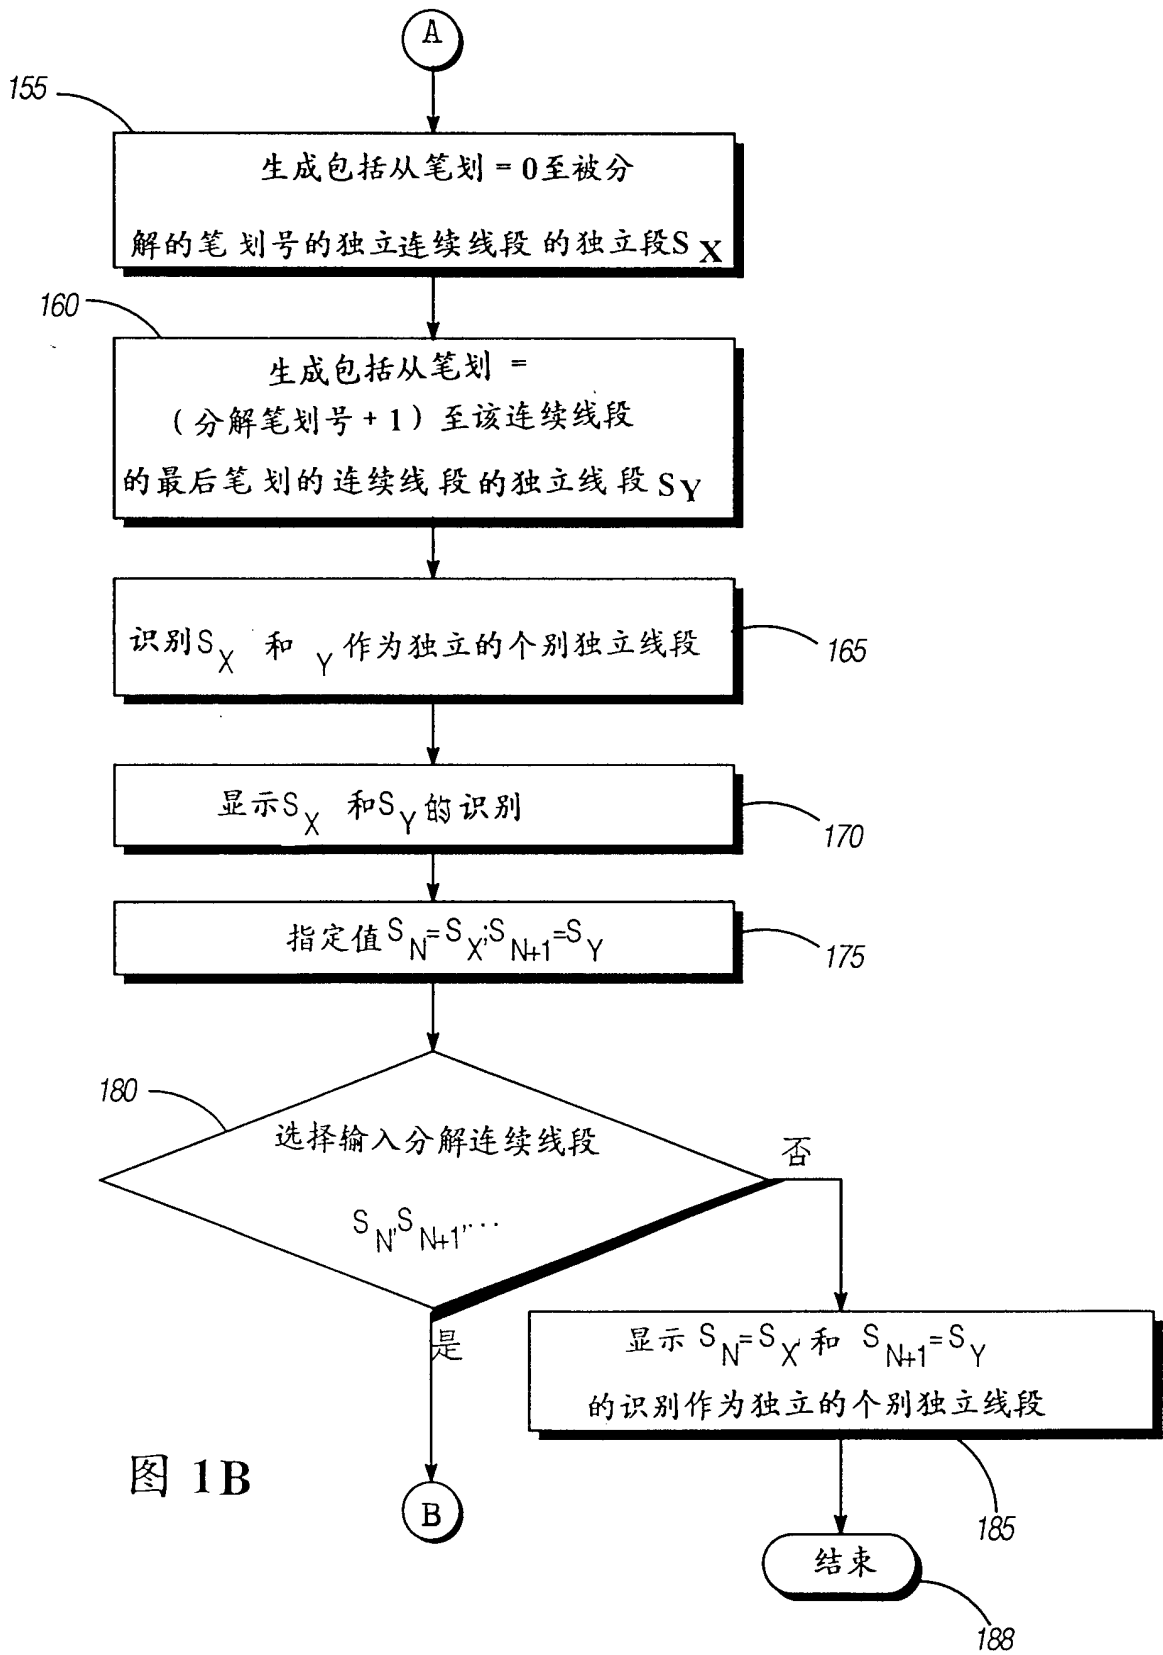 A
155
生成包括从笔划 = 0至被分
解的笔划号的独立连续线段的独立段S X
160
生成包括从笔划 =
(分解笔划号 + 1) 至该连续线段
的最后笔划的连续线段的独立线段 S Y
识别 S X 和 Y 作为独立的个别独立线段
165
显示 S X 和 S Y 的识别
170
指定值 S N = S X ; S N+1 = S Y
175
180
选择输入分解连续线段
S N , S N+1 , ...
否
是
显示 S N = S X , 和 S N+1 = S Y
的识别作为独立的个别独立线段
185
图 1B
B
结束
188